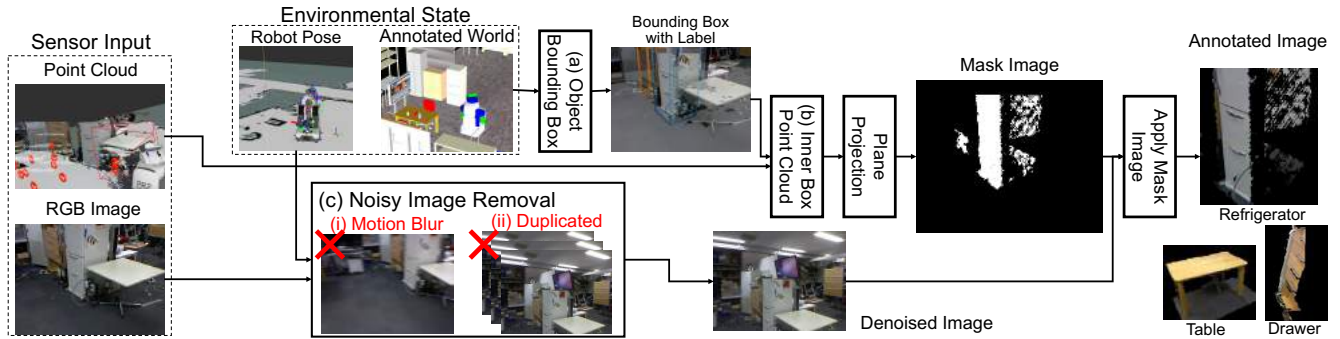 Environmental State
Sensor Input
Robot Pose
Annotated World
Point Cloud
(a) Object
Bounding Box
Bounding Box
with Label
Mask Image
Annotated Image
(b) Inner Box
Point Cloud
Plane
Projection
Apply Mask
Image
RGB Image
(c) Noisy Image Removal
(i) Motion Blur
(ii) Duplicated
Denoised Image
Refrigerator
Table
Drawer